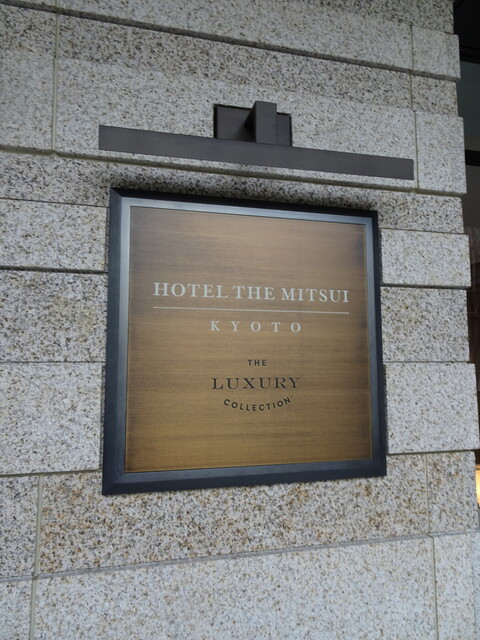 HOTEL THE MITSUI
KYOTO
THE
LUXURY
COLLECTION